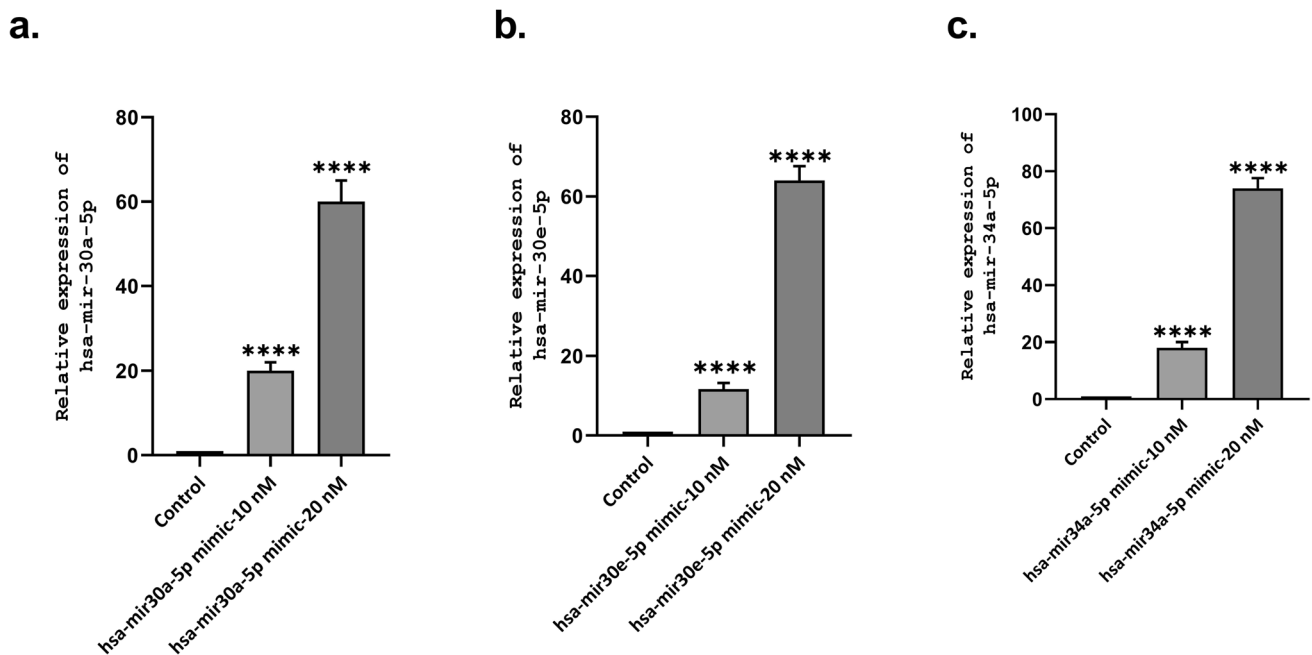 a.
Relative expression of
hsa-mir-30a-5p
80
60
40
20
0
****
****
Control
hsa-mir30a-5p mimic-10 nM
hsa-mir30a-5p mimic-20 nM
b.
Relative expression of
hsa-mir-30e-5p
80
60
40
20
0
****
****
Control
hsa-mir30e-5p mimic-10 nM
hsa-mir30e-5p mimic-20 nM
c.
Relative expression of
hsa-mir-34a-5p
100
80
60
40
20
0
****
****
Control
hsa-mir34a-5p mimic-10 nM
hsa-mir34a-5p mimic-20 nM